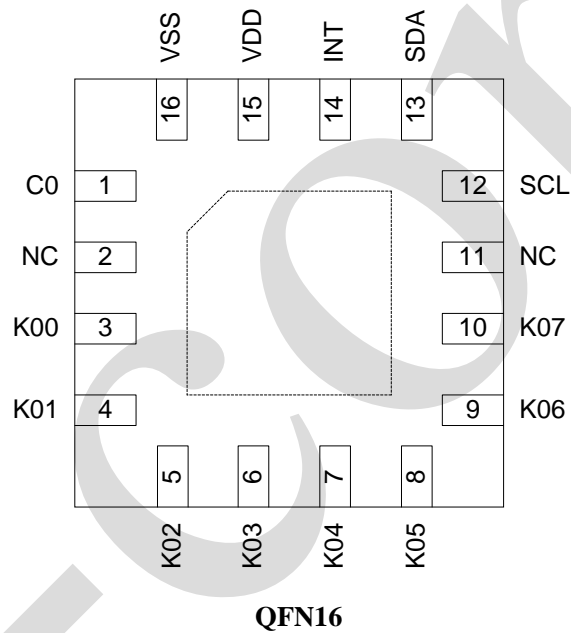 VSS VDD INT SDA
16 15 14 13
C0 1 12 SCL
NC 2 11 NC
K00 3 10 K07
K01 4 9 K06
5 6 7 8
K02 K03 K04 K05
QFN16